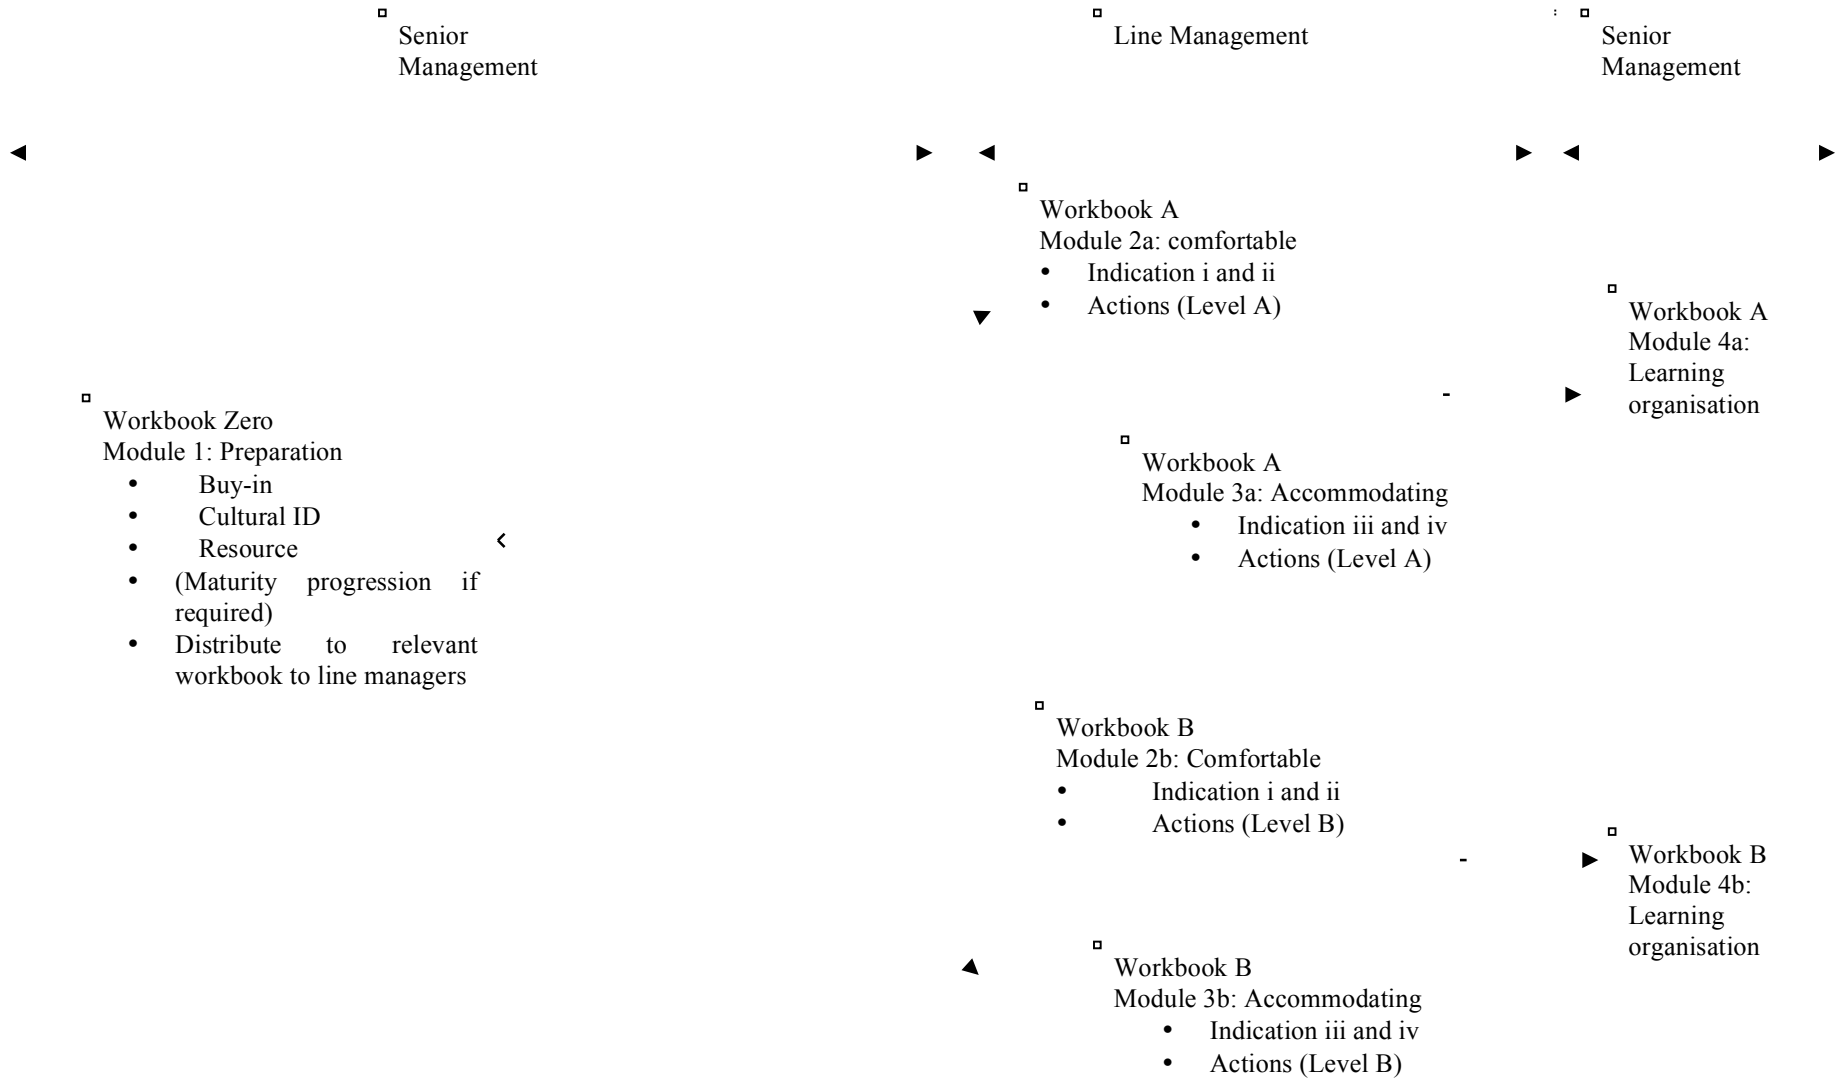 Senior
Management
Line Management
Senior
Management
Workbook Zero
Module 1: Preparation
• Buy-in
• Cultural ID
• Resource
• (Maturity progression if
required)
• Distribute to relevant
workbook to line managers
Workbook A
Module 2a: comfortable
• Indication i and ii
• Actions (Level A)
Workbook A
Module 3a: Accommodating
• Indication iii and iv
• Actions (Level A)
Workbook A
Module 4a:
Learning
organisation
Workbook B
Module 2b: Comfortable
• Indication i and ii
• Actions (Level B)
Workbook B
Module 3b: Accommodating
• Indication iii and iv
• Actions (Level B)
Workbook B
Module 4b:
Learning
organisation